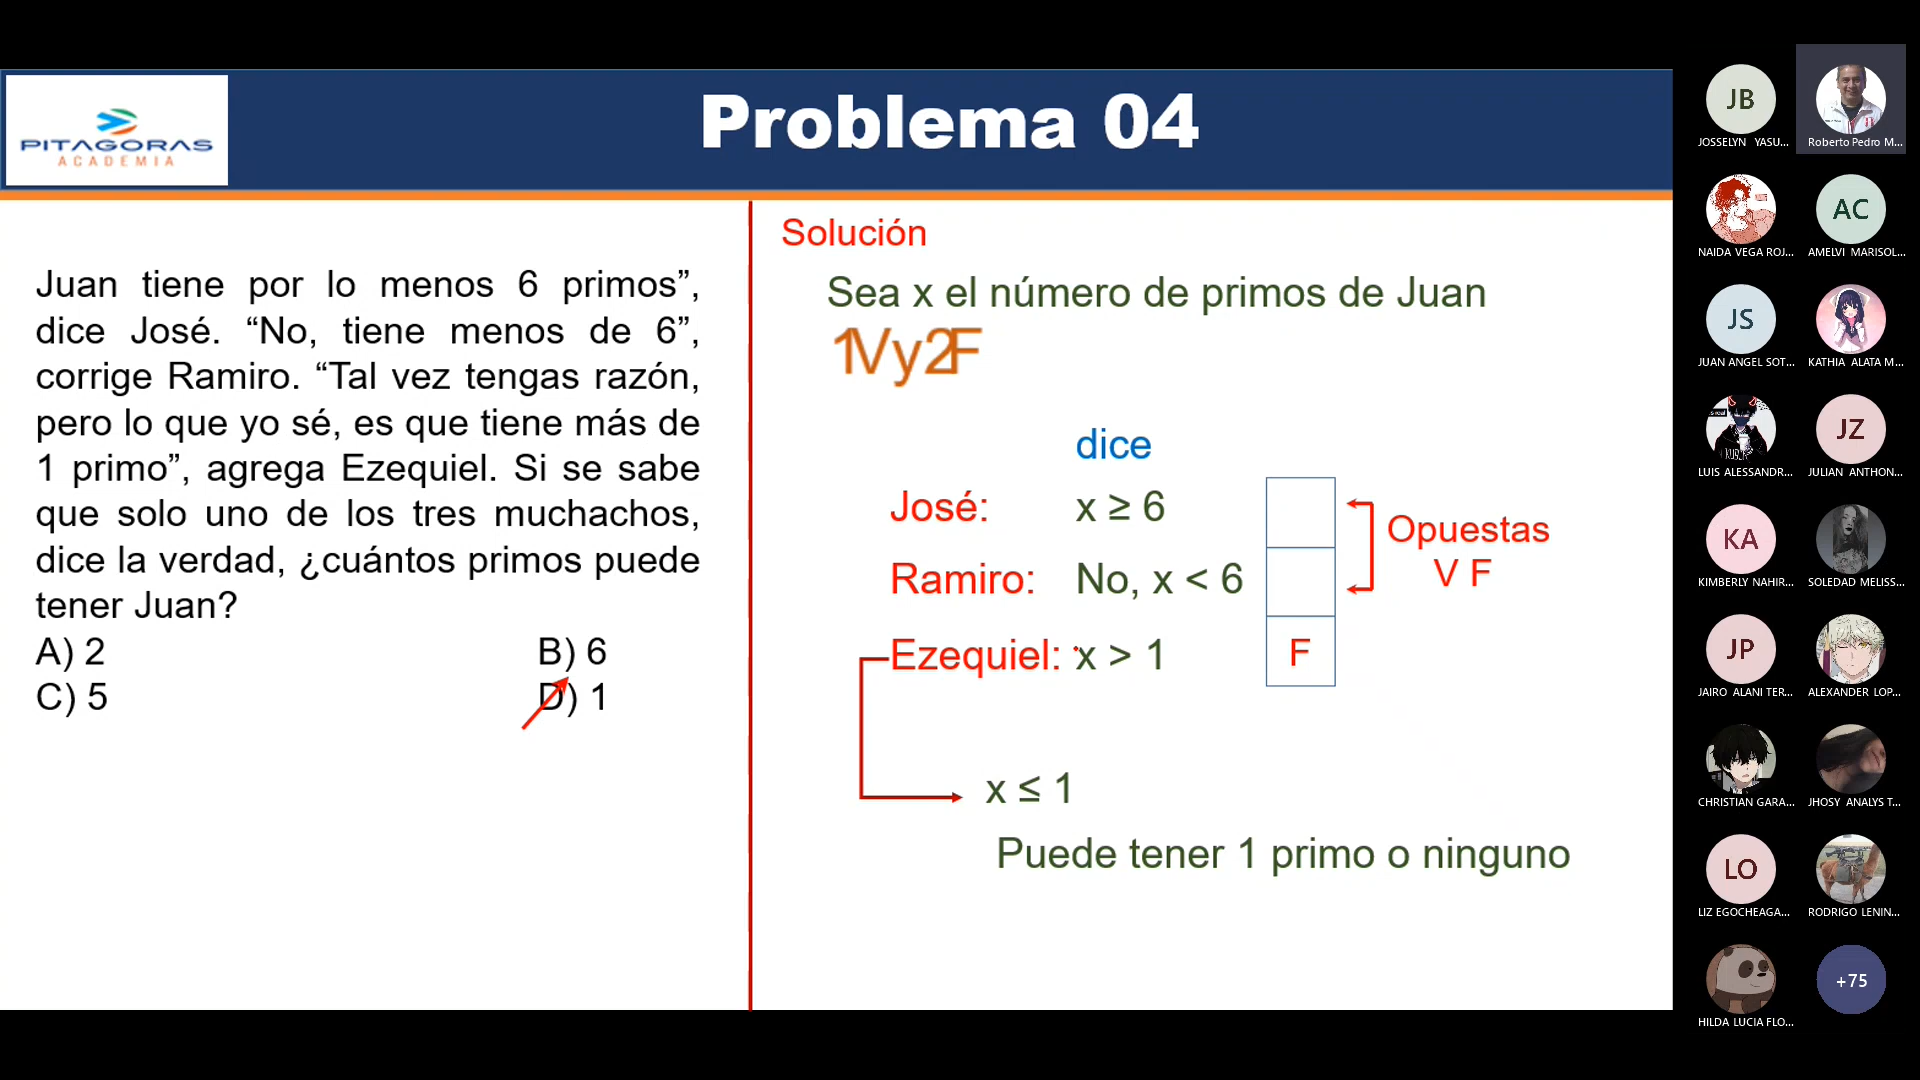 Problema 04
PITAGORAS
ACADEMIA
Juan tiene por lo menos 6 primos”,
dice José. “No, tiene menos de 6”,
corrige Ramiro. “Tal vez tengas razón,
pero lo que yo sé, es que tiene más de
1 primo”, agrega Ezequiel. Si se sabe
que solo uno de los tres muchachos,
dice la verdad, ¿cuántos primos puede
tener Juan?
A) 2 B) 6
C) 5 D) 1
Solución
Sea x el número de primos de Juan
1Vy2F
dice
José: x ≥ 6
Ramiro: No, x < 6
Ezequiel: x > 1 F
Opuestas
V F
x ≤ 1
Puede tener 1 primo o ninguno
JB
JOSSELYN YASU...
Roberto Pedro M...
NAIDA VEGA ROJ...
AC
AMELVI MARISOL...
JS
JUAN ANGEL SOT...
KATHIA ALATA M...
LUIS ALESSANDR...
JZ
JULIAN ANTHON...
KA
KIMBERLY NAHIR...
SOLEDAD MELISS...
JP
JAIRO ALANI TER...
ALEXANDER LOP...
CHRISTIAN GARA...
JHOSY ANALYS T...
LO
LIZ EGOCHEAGA...
RODRIGO LENIN...
HILDA LUCIA FLO...
+75